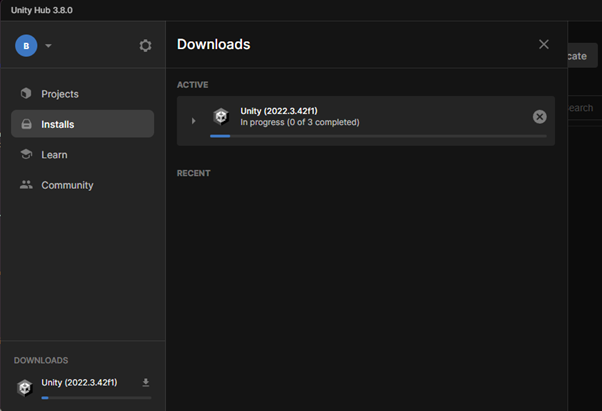 Unity Hub 3.8.0
B
Downloads
cate
ACTIVE
Projects
Unity (2022.3.42f1)
In progress (0 of 3 completed)
search
Installs
Learn
RECENT
Community
DOWNLOADS
Unity (2022.3.42f1)